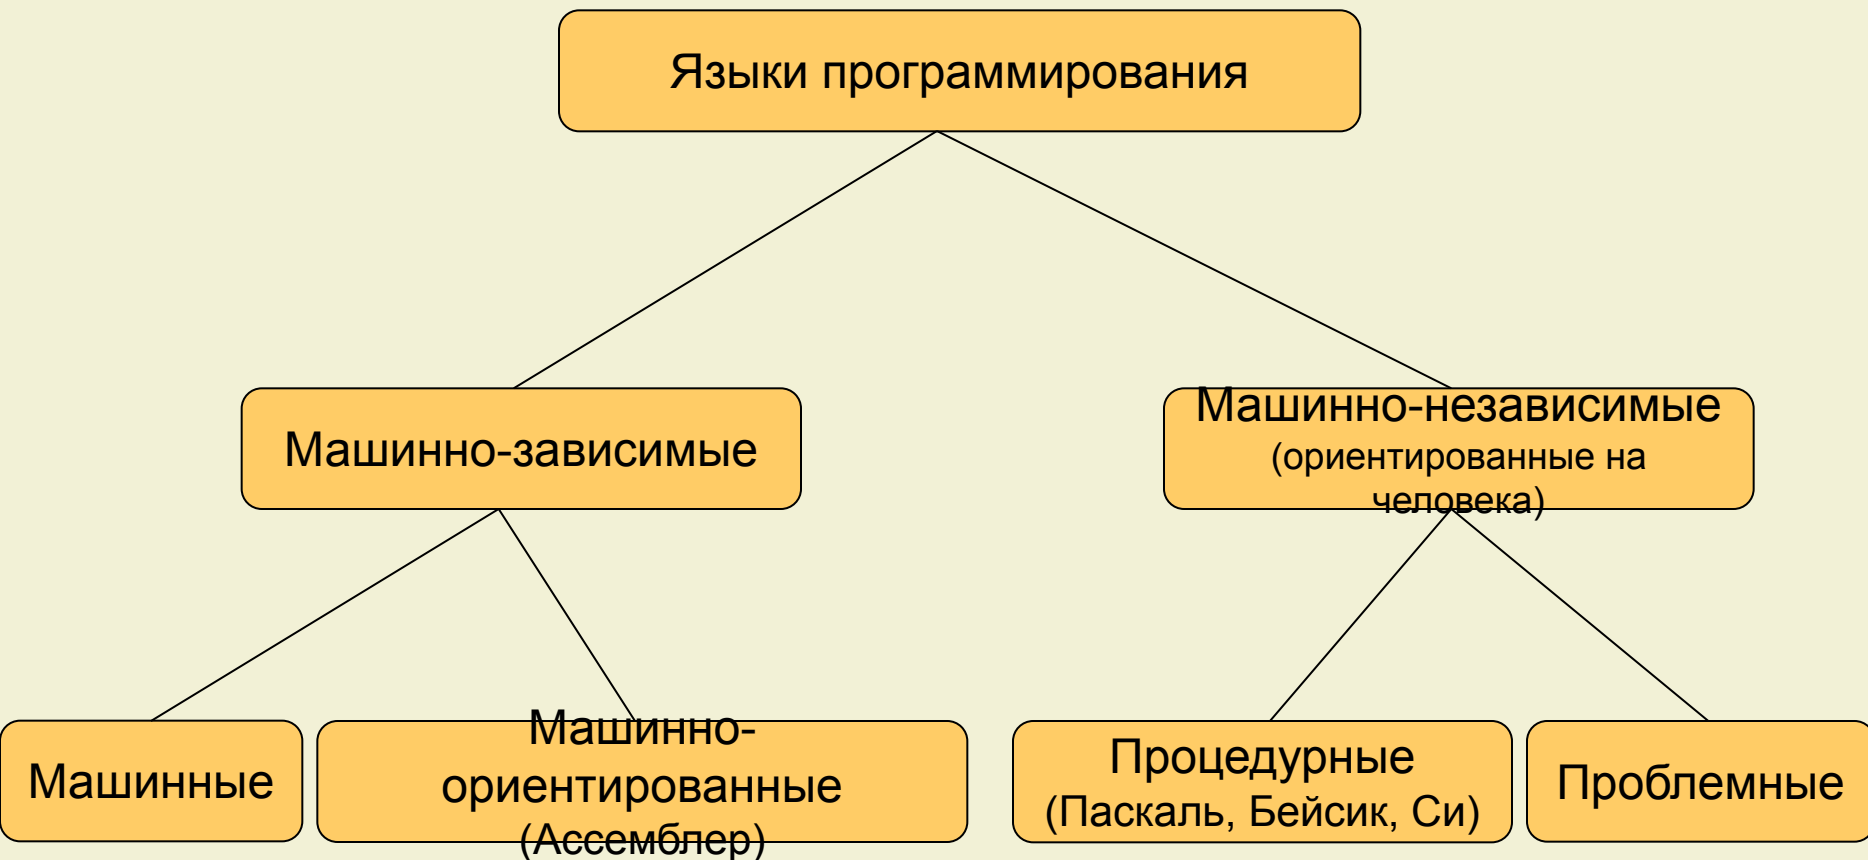 Языки программирования
Машинно-зависимые
Машинно-независимые
(ориентированные на
человека)
Машинные
Машинно-
ориентированные
(Ассемблер)
Процедурные
(Паскаль, Бейсик, Си)
Проблемные